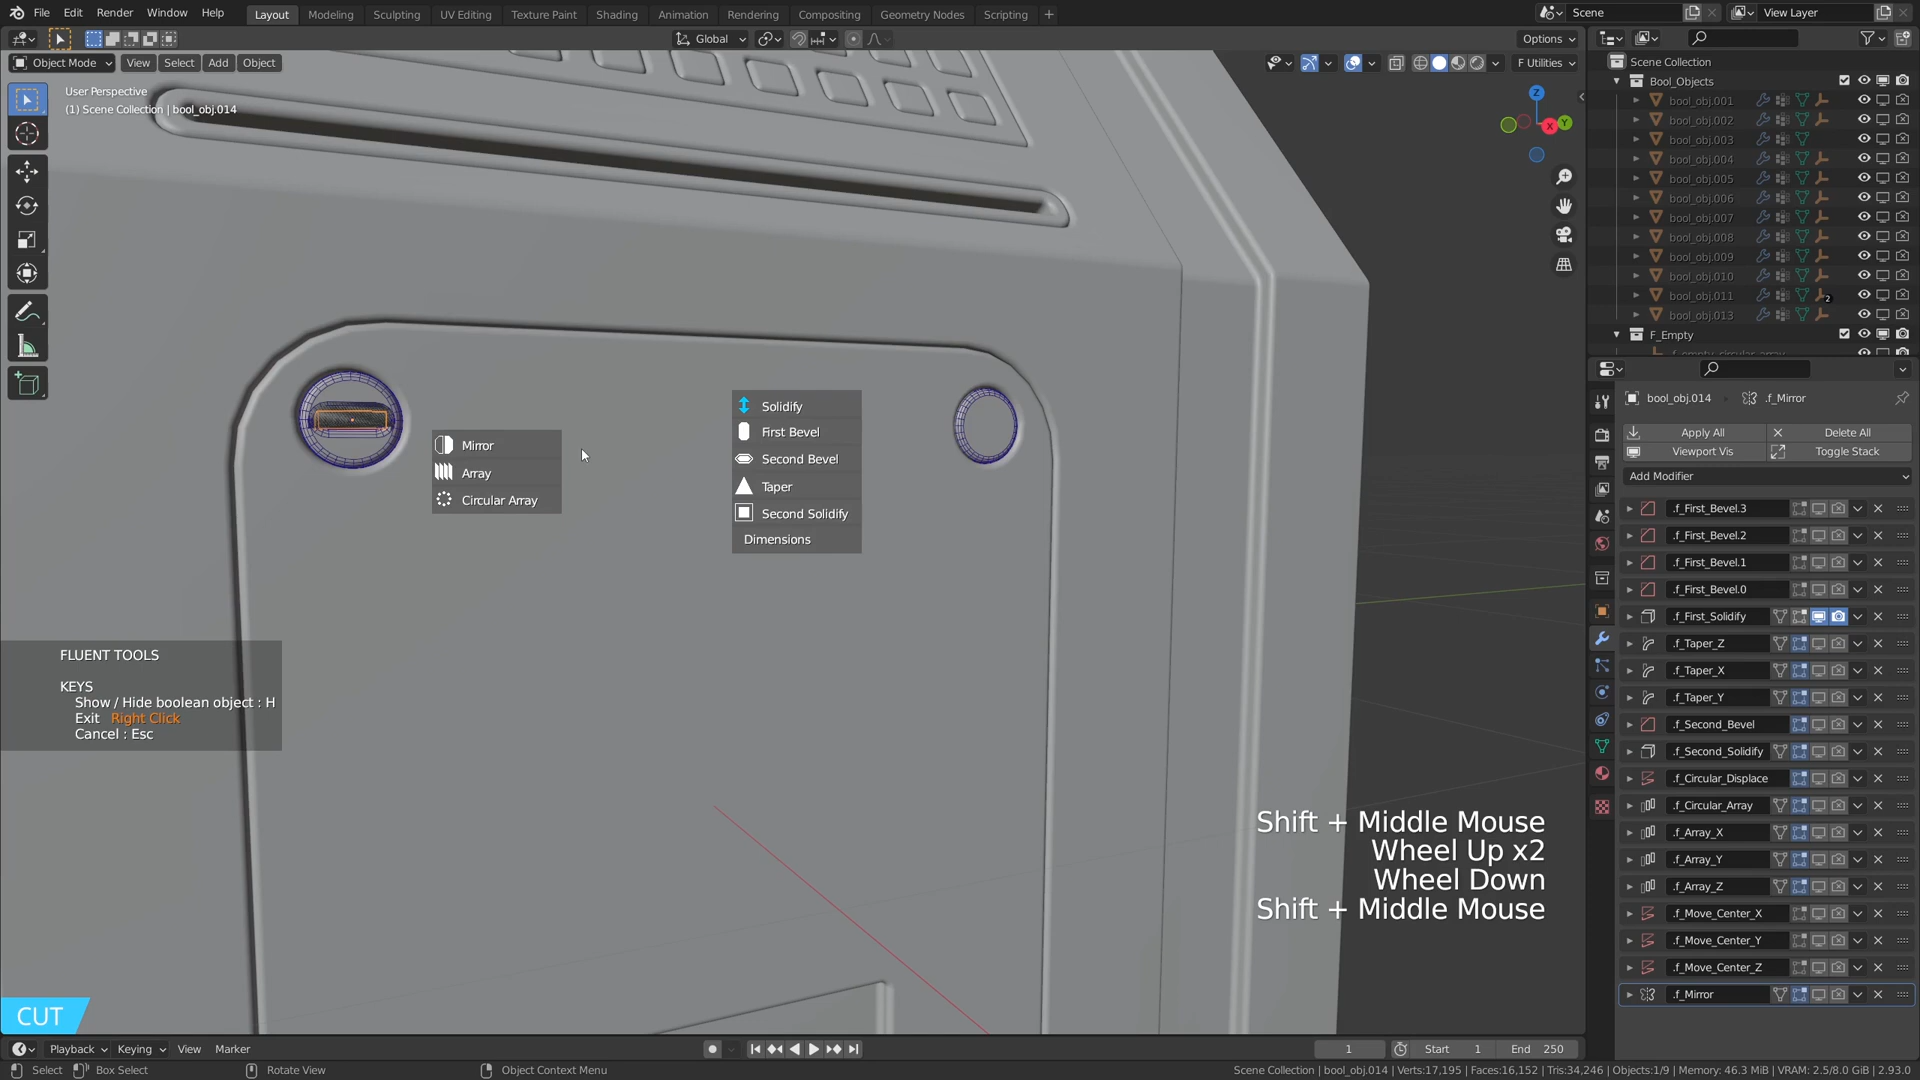 File Edit Render Window Help Layout Modeling Sculpting UV Editing Texture Paint Shading Animation Rendering Compositing Geometry Nodes Scripting + Scene View Layer
Global Options
Object Mode View Select Add Object F Utilities
User Perspective
(1) Scene Collection | bool_obj.014
Z
X Y
Mirror
Array
Circular Array
Solidify
First Bevel
Second Bevel
Taper
Second Solidify
Dimensions
FLUENT TOOLS
KEYS
Show / Hide boolean object : H
Exit Right Click
Cancel : Esc
Shift + Middle Mouse
Wheel Up x2
Wheel Down
Shift + Middle Mouse
CUT
Scene Collection
Bool_Objects
bool_obj.001
bool_obj.002
bool_obj.003
bool_obj.004
bool_obj.005
bool_obj.006
bool_obj.007
bool_obj.008
bool_obj.009
bool_obj.010
bool_obj.011 2
bool_obj.013
F_Empty
f_empty_circular_array
bool_obj.014 .f_Mirror
Apply All Delete All
Viewport Vis Toggle Stack
Add Modifier
.f_First_Bevel.3
.f_First_Bevel.2
.f_First_Bevel.1
.f_First_Bevel.0
.f_First_Solidify
.f_Taper_Z
.f_Taper_X
.f_Taper_Y
.f_Second_Bevel
.f_Second_Solidify
.f_Circular_Displace
.f_Circular_Array
.f_Array_X
.f_Array_Y
.f_Array_Z
.f_Move_Center_X
.f_Move_Center_Y
.f_Move_Center_Z
.f_Mirror
Playback Keying View Marker 1 Start 1 End 250
Select Box Select Rotate View Object Context Menu Scene Collection | bool_obj.014 | Verts:17,195 | Faces:16,152 | Tris:34,246 | Objects:1/9 | Memory: 46.3 MiB | VRAM: 2.5/8.0 GiB | 2.93.0